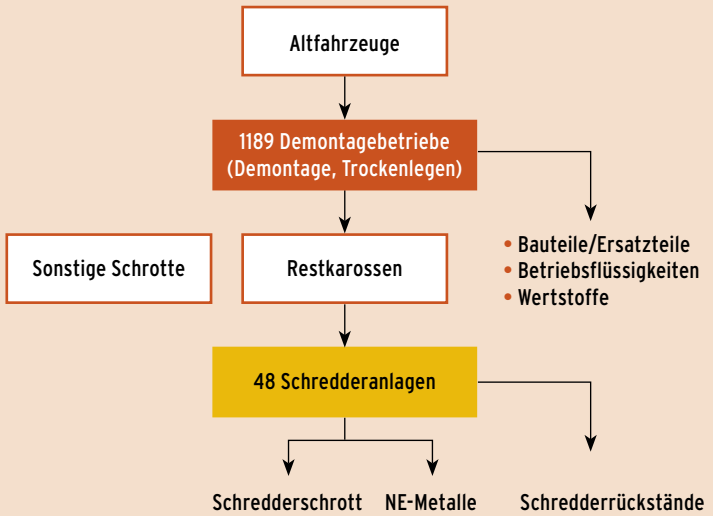 Altfahrzeuge
1189 Demontagebetriebe
(Demontage, Trockenlegen)
Sonstige Schrotte
Restkarossen
• Bauteile/Ersatzteile
• Betriebsflüssigkeiten
• Wertstoffe
48 Schredderanlagen
Schredderschrott
NE-Metalle
Schredderrückstände